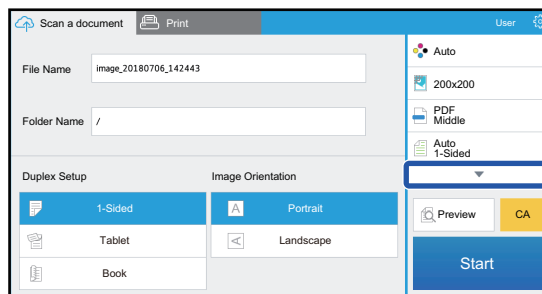 Scan a document
Print
User
File Name
image_20180706_142443
Folder Name
/
Duplex Setup
1-Sided
Tablet
Book
Image Orientation
A Portrait
A Landscape
Auto
200x200
PDF
Middle
Auto
1-Sided
Preview
CA
Start